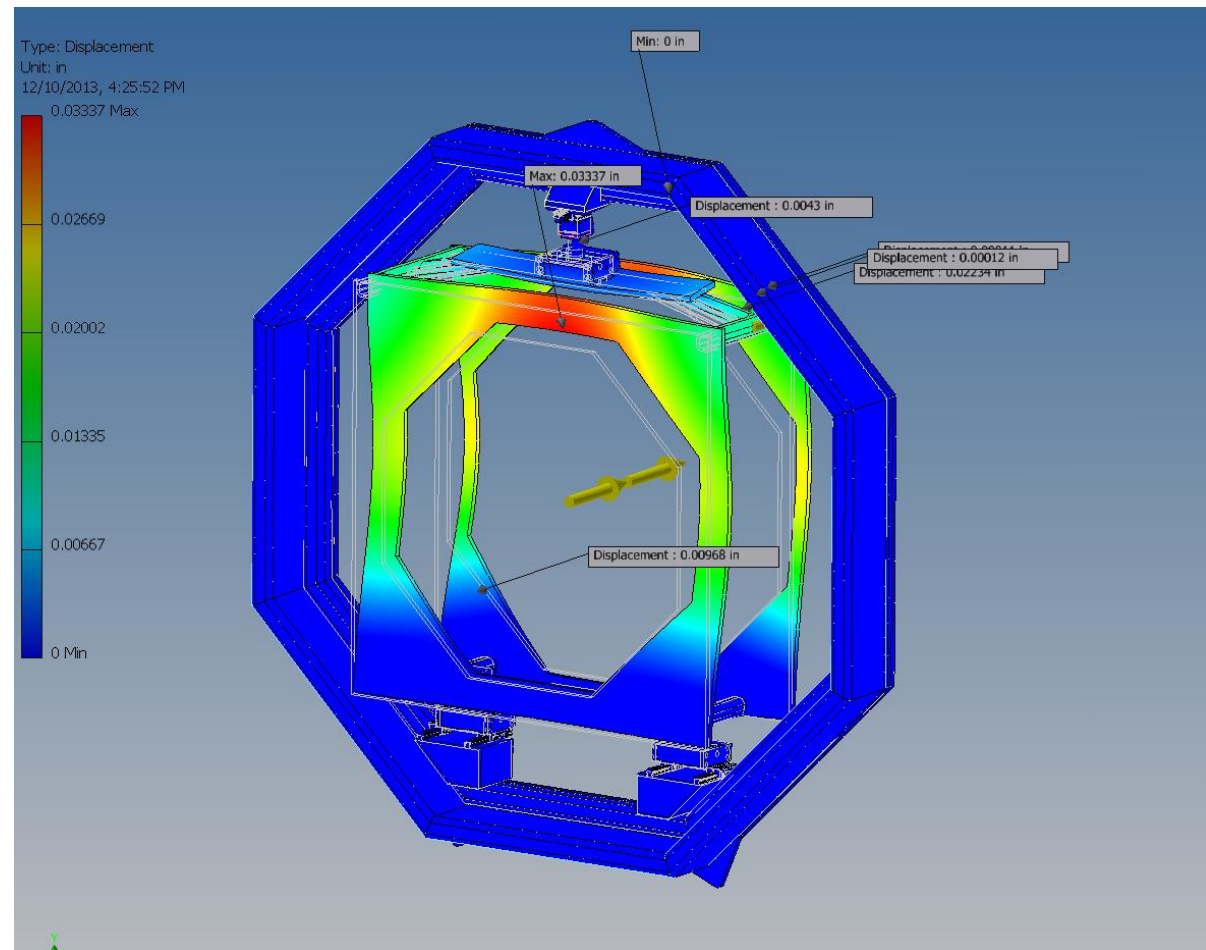 Type: Displacement
Unit: in
12/10/2013, 4:25:52 PM
0.03337 Max
0.02669
0.02002
0.01335
0.00667
0 Min
Min: 0 in
Max: 0.03337 in
Displacement : 0.0043 in
Displacement : 0.00012 in
Displacement : 0.02234 in
Displacement : 0.00968 in
Y